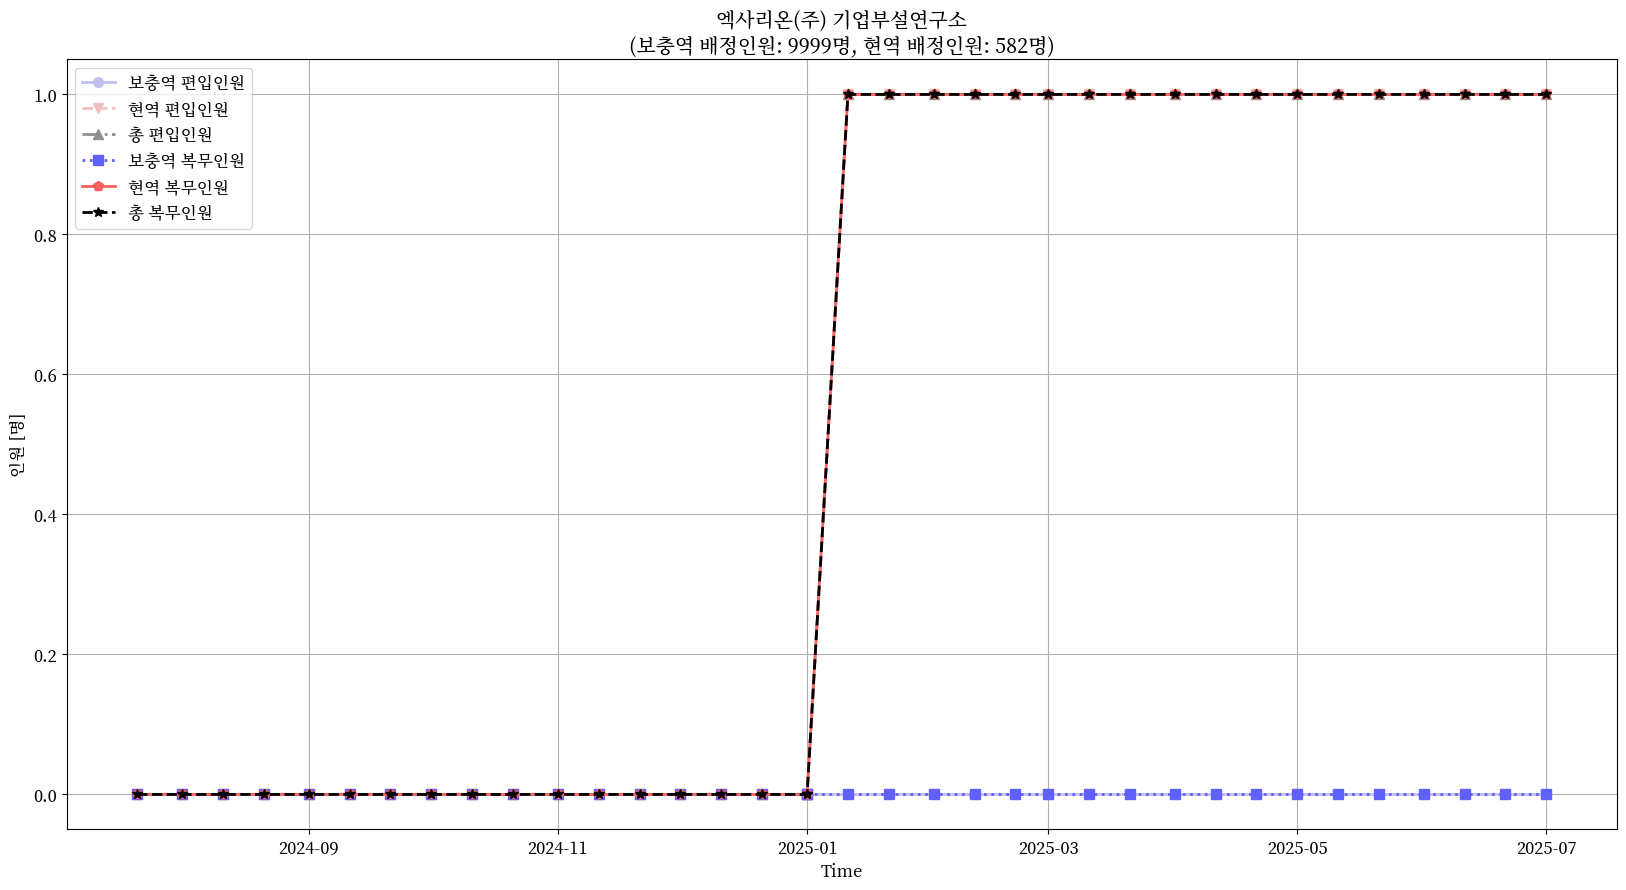 엑사리온(주) 기업부설연구소
(보충역 배정인원: 9999명, 현역 배정인원: 582명)
보충역 편입인원
현역 편입인원
총 편입인원
보충역 복무인원
현역 복무인원
총 복무인원
1.0
0.8
0.6
0.4
0.2
0.0
인원 [명]
2024-09
2024-11
2025-01
2025-03
2025-05
2025-07
Time